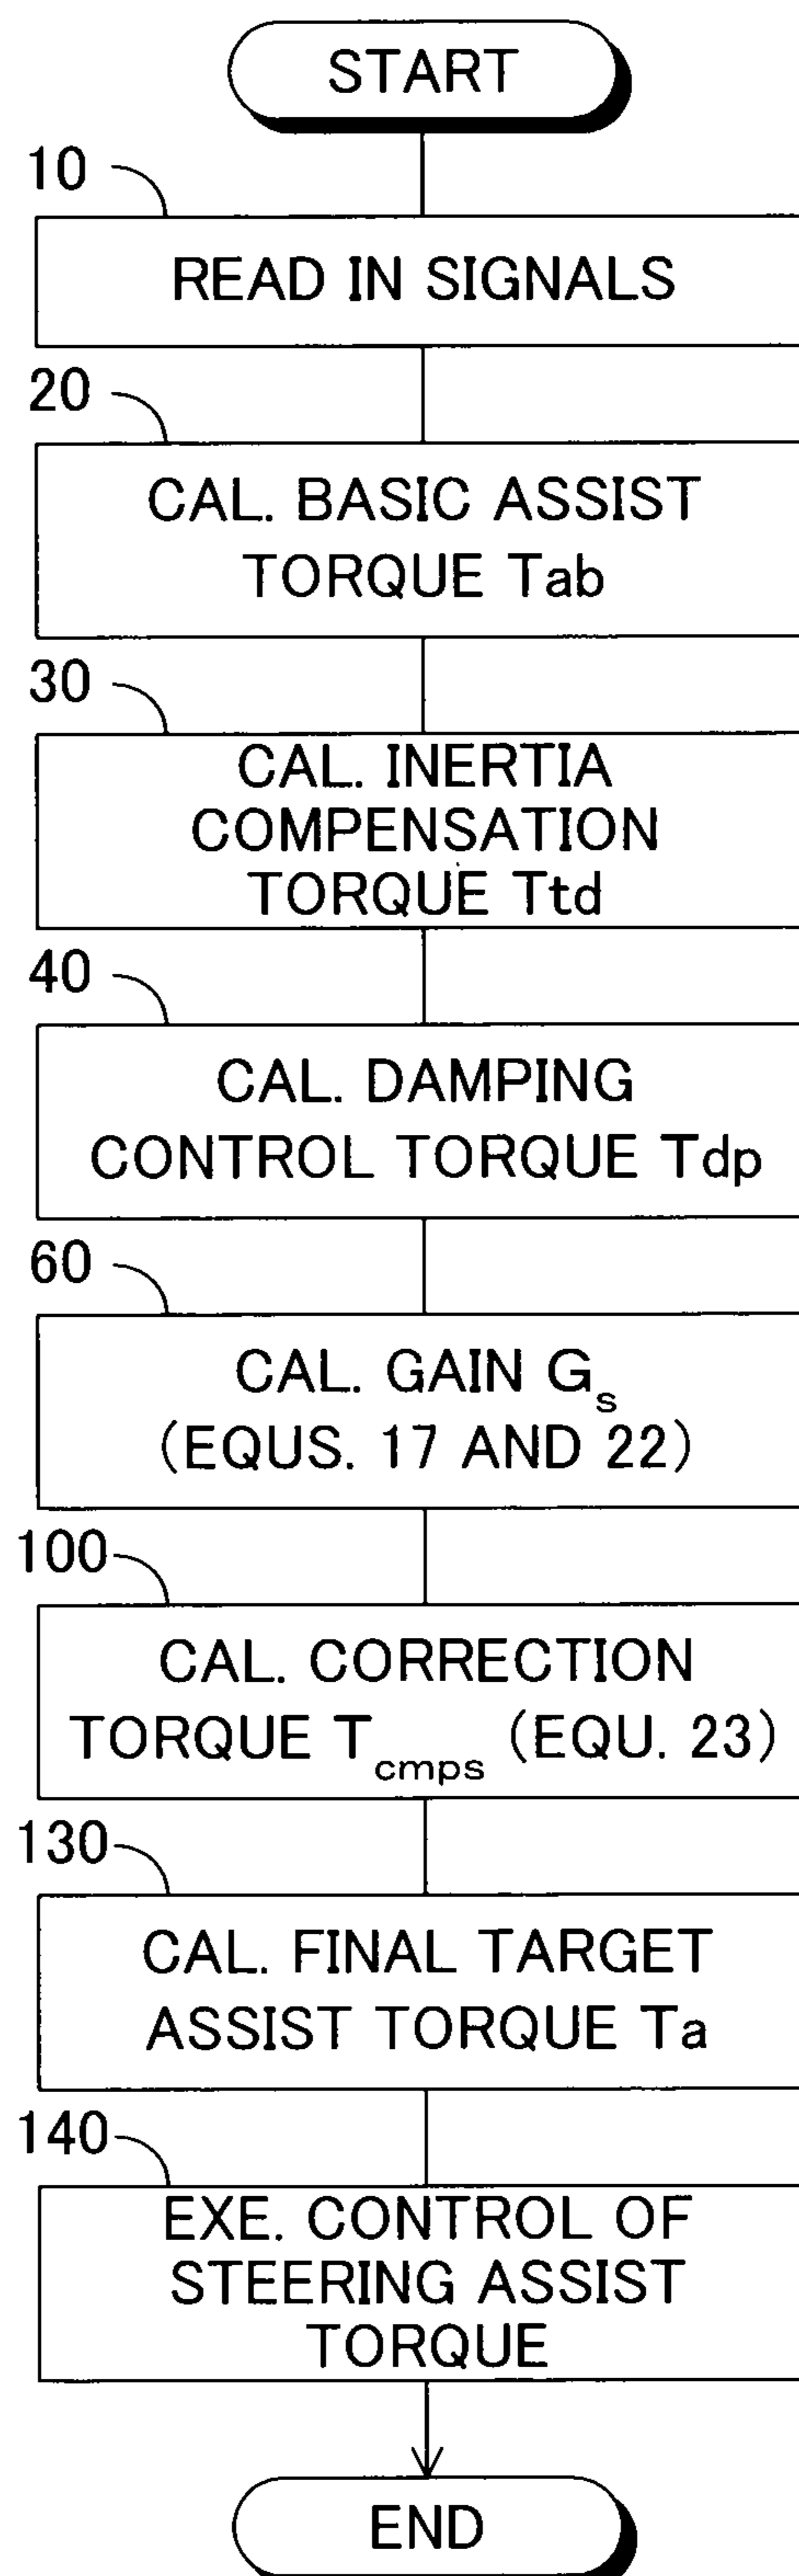 START
10
READ IN SIGNALS
20
CAL. BASIC ASSIST
TORQUE Tab
30
CAL. INERTIA
COMPENSATION
TORQUE Ttd
40
CAL. DAMPING
CONTROL TORQUE Tdp
60
CAL. GAIN Gs
(EQUS. 17 AND 22)
100
CAL. CORRECTION
TORQUE Tcmps (EQU. 23)
130
CAL. FINAL TARGET
ASSIST TORQUE Ta
140
EXE. CONTROL OF
STEERING ASSIST
TORQUE
END